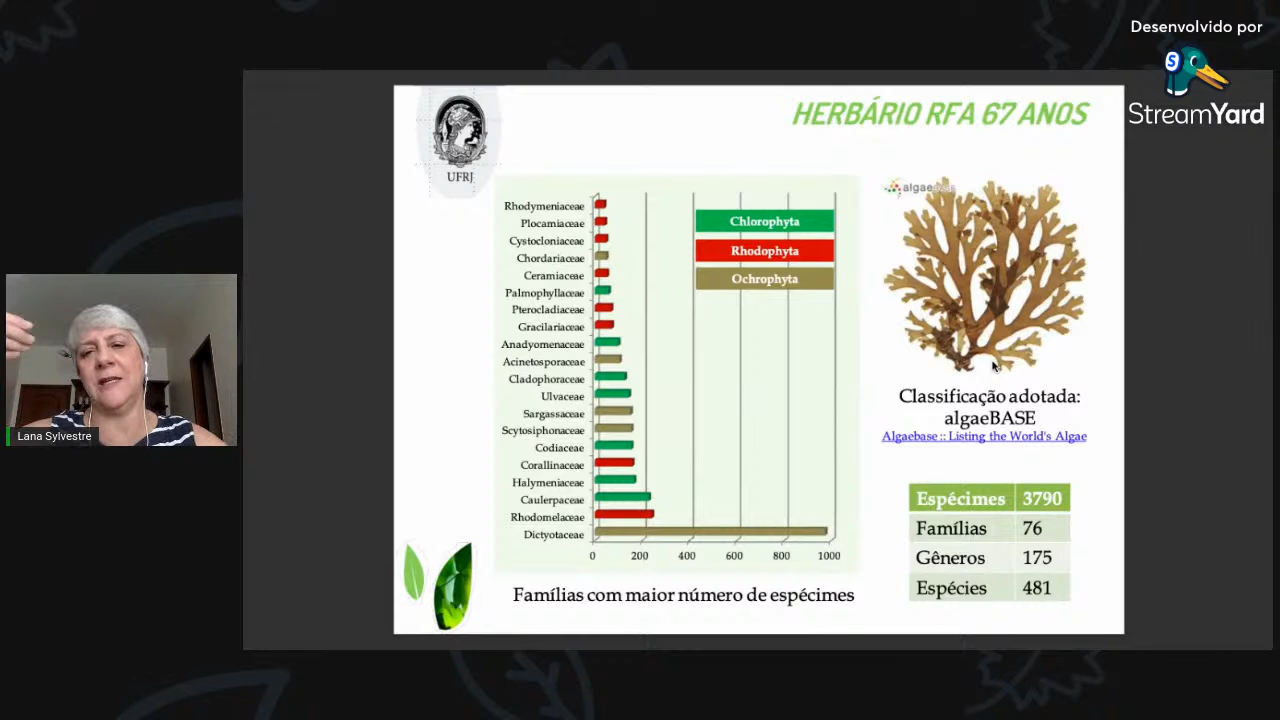 Desenvolvido por
StreamYard
HERBÁRIO RFA 67 ANOS
UFRJ
Rhodymeniaceae
Plocamiaceae
Cystocloniaceae
Chordariaceae
Ceramiaceae
Palmophyllaceae
Pterocladiaceae
Gracilariaceae
Anadyomenaceae
Acinetosporaceae
Cladophoraceae
Ulvaceae
Sargassaceae
Scytosiphonaceae
Codiaceae
Corallinaceae
Halymeniaceae
Caulerpaceae
Rhodomelaceae
Dictyotaceae
0 200 400 600 800 1000
Chlorophyta
Rhodophyta
Ochrophyta
Famílias com maior número de espécimes
algaebase
Classificação adotada:
algaeBASE
Algaebase :: Listing the World's Algae
Espécimes 3790
Famílias 76
Gêneros 175
Espécies 481
Lana Sylvestre